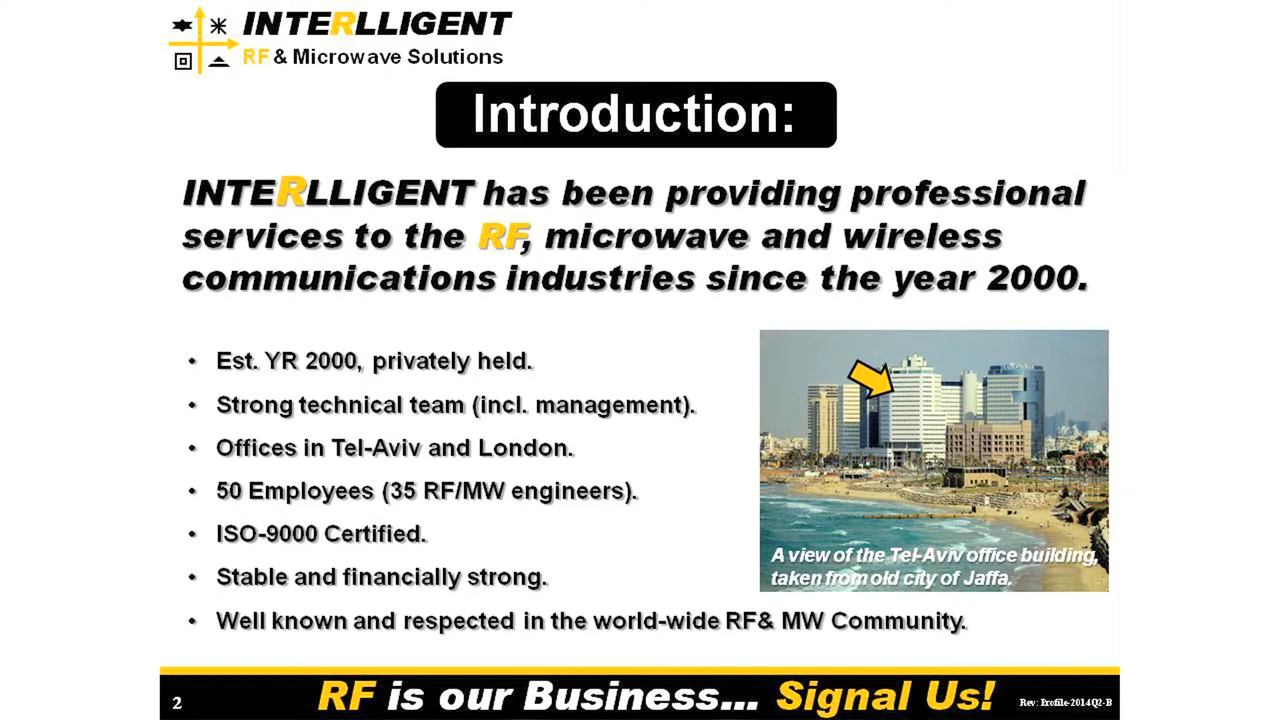 INTERLLIGENT
RF & Microwave Solutions
Introduction:
INTERLLIGENT has been providing professional
services to the RF, microwave and wireless
communications industries since the year 2000.
• Est. YR 2000, privately held.
• Strong technical team (incl. management).
• Offices in Tel-Aviv and London.
• 50 Employees (35 RF/MW engineers).
• ISO-9000 Certified.
• Stable and financially strong.
• Well known and respected in the world-wide RF& MW Community.
A view of the Tel-Aviv office building,
taken from old city of Jaffa.
2
RF is our Business... Signal Us!
Rev: Erofile-2014Q2-B